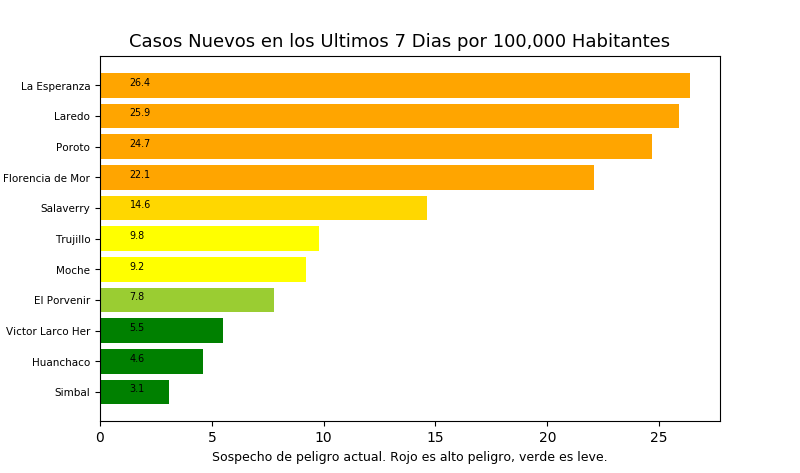 Casos Nuevos en los Ultimos 7 Dias por 100,000 Habitantes
La Esperanza 26.4
Laredo 25.9
Poroto 24.7
Florencia de Mor 22.1
Salaverry 14.6
Trujillo 9.8
Moche 9.2
El Porvenir 7.8
Victor Larco Her 5.5
Huanchaco 4.6
Simbal 3.1
0 5 10 15 20 25
Sospecho de peligro actual. Rojo es alto peligro, verde es leve.